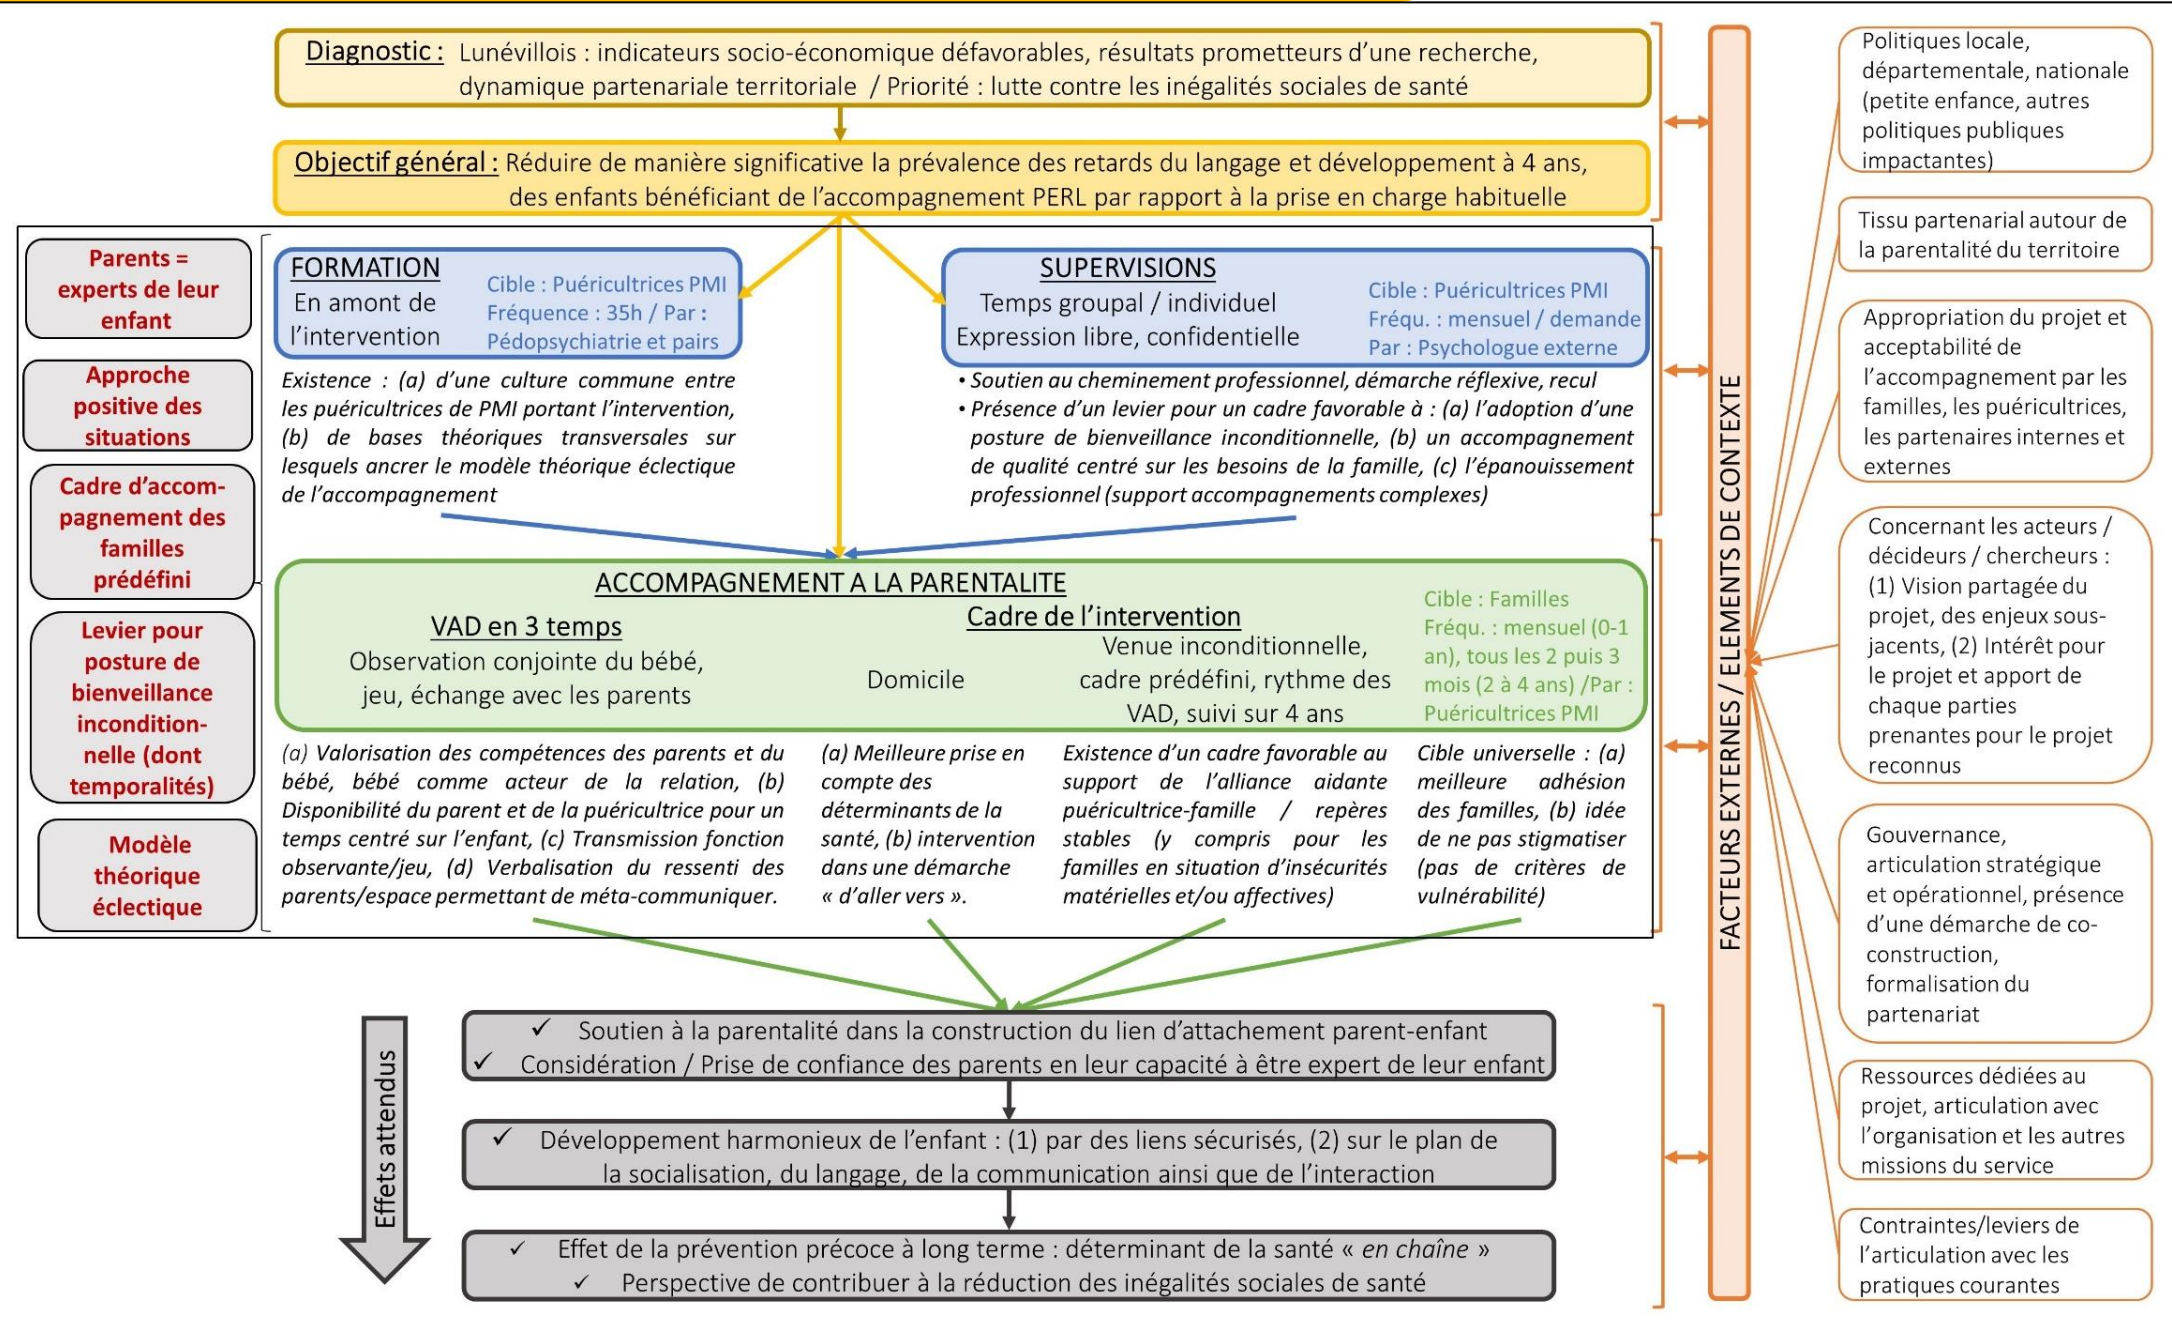 Diagnostic : Lunévillois : indicateurs socio-économique défavorables, résultats prometteurs d'une recherche,
dynamique partenariale territoriale / Priorité : lutte contre les inégalités sociales de santé
Objectif général : Réduire de manière significative la prévalence des retards du langage et développement à 4 ans,
des enfants bénéficiant de l'accompagnement PERL par rapport à la prise en charge habituelle
Parents =
experts de leur
enfant
Approche
positive des
situations
Cadre d'accom-
pagnement des
familles
prédéfini
Levier pour
posture de
bienveillance
incondition-
nelle (dont
temporalités)
Modèle
théorique
éclectique
FORMATION
En amont de
l'intervention
Cible : Puéricultrices PMI
Fréquence : 35h / Par :
Pédopsychiatrie et pairs
Existence : (a) d'une culture commune entre
les puéricultrices de PMI portant l'intervention,
(b) de bases théoriques transversales sur
lesquels ancrer le modèle théorique éclectique
de l'accompagnement
SUPERVISIONS
Temps groupal / individuel
Expression libre, confidentielle
Cible : Puéricultrices PMI
Fréqu. : mensuel / demande
Par : Psychologue externe
• Soutien au cheminement professionnel, démarche réflexive, recul
• Présence d'un levier pour un cadre favorable à : (a) l'adoption d'une
posture de bienveillance inconditionnelle, (b) un accompagnement
de qualité centré sur les besoins de la famille, (c) l'épanouissement
professionnel (support accompagnements complexes)
ACCOMPAGNEMENT A LA PARENTALITE
VAD en 3 temps
Observation conjointe du bébé,
jeu, échange avec les parents
Cadre de l'intervention
Domicile
Venue inconditionnelle,
cadre prédéfini, rythme des
VAD, suivi sur 4 ans
Cible : Familles
Fréqu. : mensuel (0-1
an), tous les 2 puis 3
mois (2 à 4 ans) /Par :
Puéricultrices PMI
(a) Valorisation des compétences des parents et du
bébé, bébé comme acteur de la relation, (b)
Disponibilité du parent et de la puéricultrice pour un
temps centré sur l'enfant, (c) Transmission fonction
observante/jeu, (d) Verbalisation du ressenti des
parents/espace permettant de méta-communiquer.
(a) Meilleure prise en
compte des
déterminants de la
santé, (b) intervention
dans une démarche
« d'aller vers ».
Existence d'un cadre favorable au
support de l'alliance aidante
puéricultrice-famille / repères
stables (y compris pour les
familles en situation d'insécurités
matérielles et/ou affectives)
Cible universelle : (a)
meilleure adhésion
des familles, (b) idée
de ne pas stigmatiser
(pas de critères de
vulnérabilité)
Effets attendus
✓ Soutien à la parentalité dans la construction du lien d'attachement parent-enfant
✓ Considération / Prise de confiance des parents en leur capacité à être expert de leur enfant
✓ Développement harmonieux de l'enfant : (1) par des liens sécurisés, (2) sur le plan de
la socialisation, du langage, de la communication ainsi que de l'interaction
✓ Effet de la prévention précoce à long terme : déterminant de la santé « en chaîne »
✓ Perspective de contribuer à la réduction des inégalités sociales de santé
FACTEURS EXTERNES / ELEMENTS DE CONTEXTE
Politiques locale,
départementale, nationale
(petite enfance, autres
politiques publiques
impactantes)
Tissu partenarial autour de
la parentalité du territoire
Appropriation du projet et
acceptabilité de
l'accompagnement par les
familles, les puéricultrices,
les partenaires internes et
externes
Concernant les acteurs /
décideurs / chercheurs :
(1) Vision partagée du
projet, des enjeux sous-
jacents, (2) Intérêt pour
le projet et apport de
chaque parties
prenantes pour le projet
reconnus
Gouvernance,
articulation stratégique
et opérationnel, présence
d'une démarche de co-
construction,
formalisation du
partenariat
Ressources dédiées au
projet, articulation avec
l'organisation et les autres
missions du service
Contraintes/leviers de
l'articulation avec les
pratiques courantes